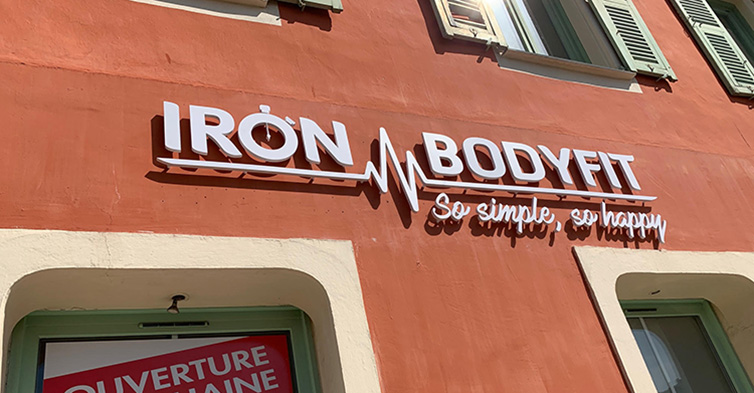 IRON BODYFIT
So simple, so happy
OUVERTURE